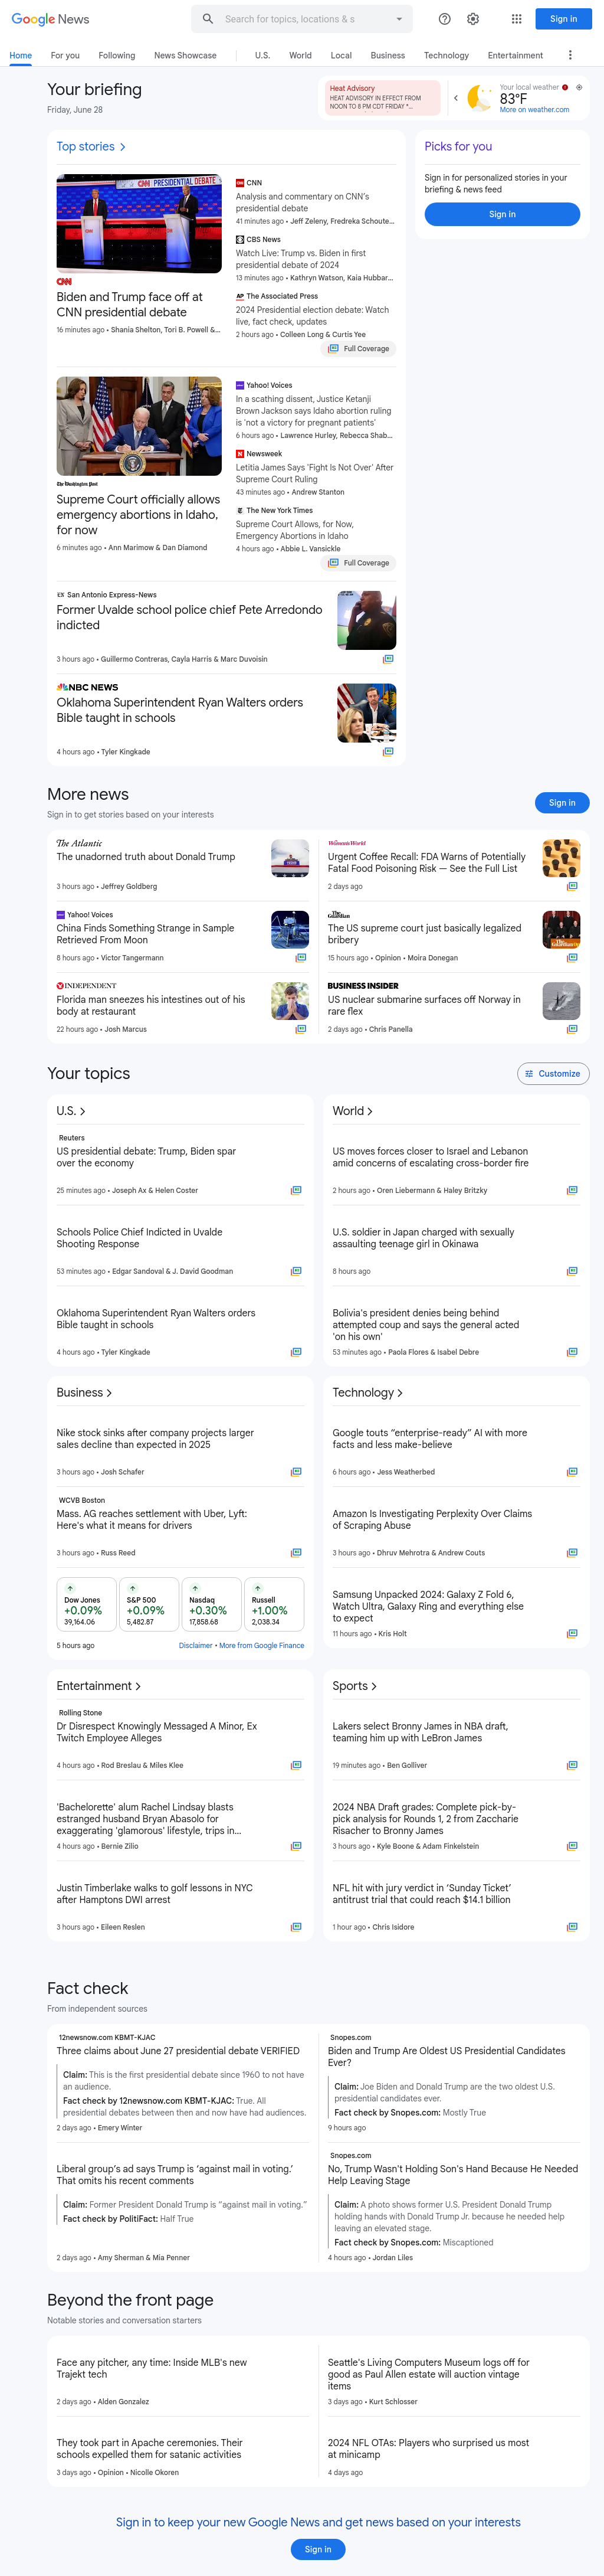 Google News
Search for topics, locations & s
Sign in
Home
For you
Following
News Showcase
U.S.
World
Local
Business
Technology
Entertainment
Your briefing
Friday, June 28
Heat Advisory
HEAT ADVISORY IN EFFECT FROM
NOON TO 8 PM CDT FRIDAY *...
Your local weather
83°F
More on weather.com
Top stories
CNN
Biden and Trump face off at
CNN presidential debate
16 minutes ago • Shania Shelton, Tori B. Powell &...
CNN
Analysis and commentary on CNN's
presidential debate
41 minutes ago • Jeff Zeleny, Fredreka Schoute...
CBS News
Watch Live: Trump vs. Biden in first
presidential debate of 2024
13 minutes ago • Kathryn Watson, Kaia Hubbar...
AP The Associated Press
2024 Presidential election debate: Watch
live, fact check, updates
2 hours ago • Colleen Long & Curtis Yee
Full Coverage
Picks for you
Sign in for personalized stories in your
briefing & news feed
Sign in
The Washington Post
Supreme Court officially allows
emergency abortions in Idaho,
for now
6 minutes ago • Ann Marimow & Dan Diamond
Yahoo! Voices
In a scathing dissent, Justice Ketanji
Brown Jackson says Idaho abortion ruling
is 'not a victory for pregnant patients'
6 hours ago • Lawrence Hurley, Rebecca Shab...
Newsweek
Letitia James Says 'Fight Is Not Over' After
Supreme Court Ruling
43 minutes ago • Andrew Stanton
The New York Times
Supreme Court Allows, for Now,
Emergency Abortions in Idaho
4 hours ago • Abbie L. Vansickle
Full Coverage
EN San Antonio Express-News
Former Uvalde school police chief Pete Arredondo
indicted
3 hours ago • Guillermo Contreras, Cayla Harris & Marc Duvoisin
NBC NEWS
Oklahoma Superintendent Ryan Walters orders
Bible taught in schools
4 hours ago • Tyler Kingkade
More news
Sign in to get stories based on your interests
Sign in
The Atlantic
The unadorned truth about Donald Trump
3 hours ago • Jeffrey Goldberg
Woman's World
Urgent Coffee Recall: FDA Warns of Potentially
Fatal Food Poisoning Risk — See the Full List
2 days ago
Yahoo! Voices
China Finds Something Strange in Sample
Retrieved From Moon
8 hours ago • Victor Tangermann
The Guardian
The US supreme court just basically legalized
bribery
15 hours ago • Opinion • Moira Donegan
INDEPENDENT
Florida man sneezes his intestines out of his
body at restaurant
22 hours ago • Josh Marcus
BUSINESS INSIDER
US nuclear submarine surfaces off Norway in
rare flex
2 days ago • Chris Panella
Your topics
Customize
U.S.
Reuters
US presidential debate: Trump, Biden spar
over the economy
25 minutes ago • Joseph Ax & Helen Coster
Schools Police Chief Indicted in Uvalde
Shooting Response
53 minutes ago • Edgar Sandoval & J. David Goodman
Oklahoma Superintendent Ryan Walters orders
Bible taught in schools
4 hours ago • Tyler Kingkade
World
US moves forces closer to Israel and Lebanon
amid concerns of escalating cross-border fire
2 hours ago • Oren Liebermann & Haley Britzky
U.S. soldier in Japan charged with sexually
assaulting teenage girl in Okinawa
8 hours ago
Bolivia's president denies being behind
attempted coup and says the general acted
'on his own'
53 minutes ago • Paola Flores & Isabel Debre
Business
Nike stock sinks after company projects larger
sales decline than expected in 2025
3 hours ago • Josh Schafer
WCVB Boston
Mass. AG reaches settlement with Uber, Lyft:
Here's what it means for drivers
3 hours ago • Russ Reed
Dow Jones
+0.09%
39,164.06
S&P 500
+0.09%
5,482.87
Nasdaq
+0.30%
17,858.68
Russell
+1.00%
2,038.34
5 hours ago
Disclaimer • More from Google Finance
Technology
Google touts “enterprise-ready” AI with more
facts and less make-believe
6 hours ago • Jess Weatherbed
Amazon Is Investigating Perplexity Over Claims
of Scraping Abuse
3 hours ago • Dhruv Mehrotra & Andrew Couts
Samsung Unpacked 2024: Galaxy Z Fold 6,
Watch Ultra, Galaxy Ring and everything else
to expect
11 hours ago • Kris Holt
Entertainment
Rolling Stone
Dr Disrespect Knowingly Messaged A Minor, Ex
Twitch Employee Alleges
4 hours ago • Rod Breslau & Miles Klee
'Bachelorette' alum Rachel Lindsay blasts
estranged husband Bryan Abasolo for
exaggerating 'glamorous' lifestyle, trips in...
4 hours ago • Bernie Zilio
Justin Timberlake walks to golf lessons in NYC
after Hamptons DWI arrest
3 hours ago • Eileen Reslen
Sports
Lakers select Bronny James in NBA draft,
teaming him up with LeBron James
19 minutes ago • Ben Golliver
2024 NBA Draft grades: Complete pick-by-
pick analysis for Rounds 1, 2 from Zaccharie
Risacher to Bronny James
3 hours ago • Kyle Boone & Adam Finkelstein
NFL hit with jury verdict in ‘Sunday Ticket’
antitrust trial that could reach $14.1 billion
1 hour ago • Chris Isidore
Fact check
From independent sources
12newsnow.com KBMT-KJAC
Three claims about June 27 presidential debate VERIFIED
Claim: This is the first presidential debate since 1960 to not have
an audience.
Fact check by 12newsnow.com KBMT-KJAC: True. All
presidential debates between then and now have had audiences.
2 days ago • Emery Winter
Snopes.com
Biden and Trump Are Oldest US Presidential Candidates
Ever?
Claim: Joe Biden and Donald Trump are the two oldest U.S.
presidential candidates ever.
Fact check by Snopes.com: Mostly True
9 hours ago
Liberal group’s ad says Trump is ‘against mail in voting.’
That omits his recent comments
Claim: Former President Donald Trump is “against mail in voting.”
Fact check by PolitiFact: Half True
2 days ago • Amy Sherman & Mia Penner
Snopes.com
No, Trump Wasn't Holding Son's Hand Because He Needed
Help Leaving Stage
Claim: A photo shows former U.S. President Donald Trump
holding hands with Donald Trump Jr. because he needed help
leaving an elevated stage.
Fact check by Snopes.com: Miscaptioned
4 hours ago • Jordan Liles
Beyond the front page
Notable stories and conversation starters
Face any pitcher, any time: Inside MLB's new
Trajekt tech
2 days ago • Alden Gonzalez
Seattle's Living Computers Museum logs off for
good as Paul Allen estate will auction vintage
items
3 days ago • Kurt Schlosser
They took part in Apache ceremonies. Their
schools expelled them for satanic activities
3 days ago • Opinion • Nicolle Okoren
2024 NFL OTAs: Players who surprised us most
at minicamp
4 days ago
Sign in to keep your new Google News and get news based on your interests
Sign in